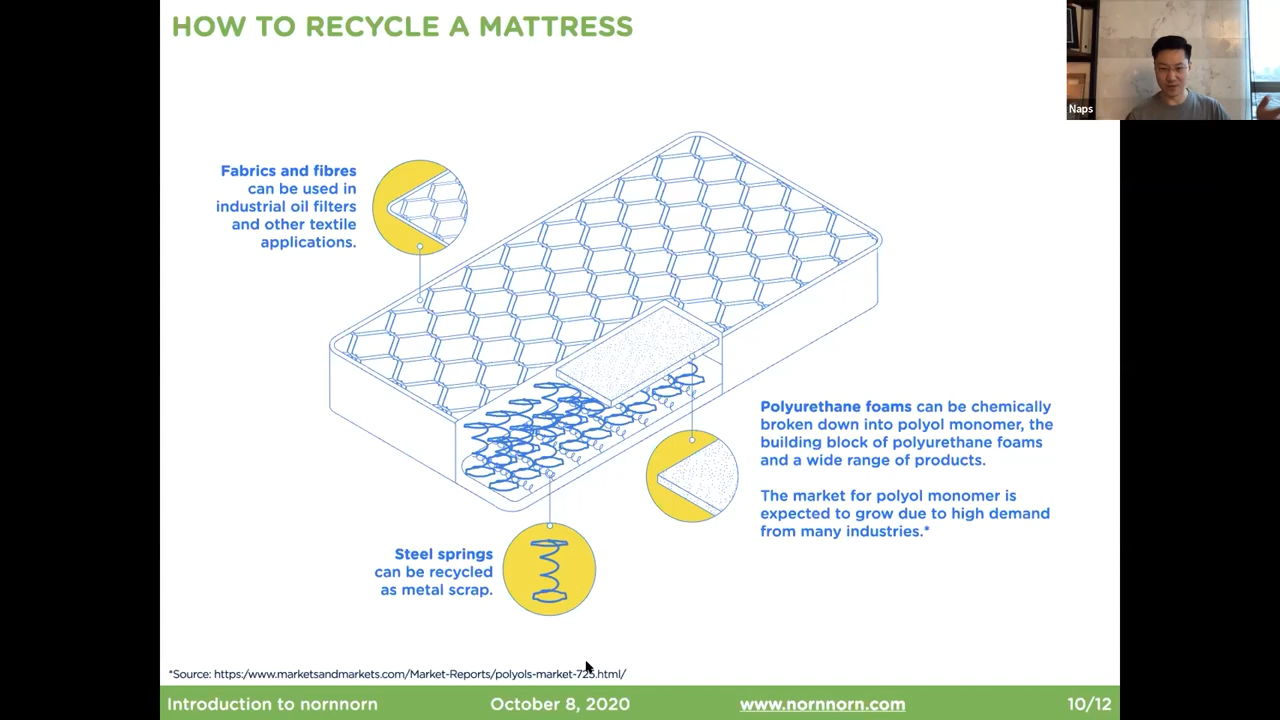 HOW TO RECYCLE A MATTRESS
Naps
Fabrics and fibres
can be used in
industrial oil filters
and other textile
applications.
Polyurethane foams can be chemically
broken down into polyol monomer, the
building block of polyurethane foams
and a wide range of products.
The market for polyol monomer is
expected to grow due to high demand
from many industries.*
Steel springs
can be recycled
as metal scrap.
*Source: https:/www.marketsandmarkets.com/Market-Reports/polyols-market-725.html/
Introduction to nornnorn
October 8, 2020
www.nornnorn.com
10/12